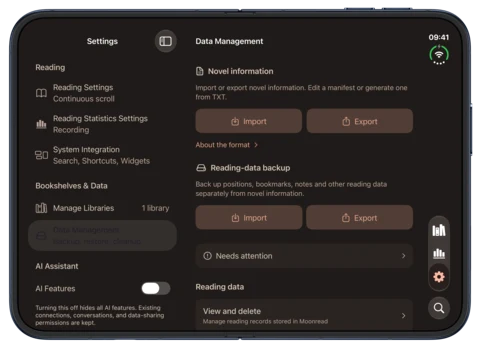 Settings
Reading
Reading Settings
Continuous scroll
Reading Statistics Settings
Recording
System Integration
Search, Shortcuts, Widgets
Bookshelves & Data
Manage Libraries 1 library
Data Management
AI Assistant
AI Features
Turning this off hides all AI features. Existing
connections, conversations, and data-sharing
permissions are kept.
Data Management
Novel information
Import or export novel information. Edit a manifest or generate one
from TXT.
Import Export
About the format >
Reading-data backup
Back up positions, bookmarks, notes and other reading data
separately from novel information.
Import Export
Needs attention >
Reading data
View and delete >
Manage reading records stored in Moonread
09:41